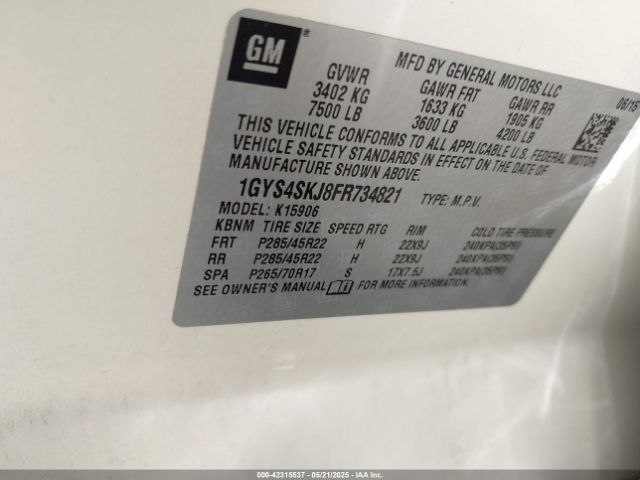 GM
®
MFD BY GENERAL MOTORS LLC
06/15
GVWR GAWR FRT GAWR RR
3402 KG 1633 KG 1905 KG
7500 LB 3600 LB 4200 LB
THIS VEHICLE CONFORMS TO ALL APPLICABLE U.S. FEDERAL MOTOR
VEHICLE SAFETY STANDARDS IN EFFECT ON THE DATE OF
MANUFACTURE SHOWN ABOVE.
1GYS4SKJ8FR734821 TYPE: M.P.V.
MODEL: K15906
KBNM TIRE SIZE SPEED RTG RIM COLD TIRE PRESSURE
FRT P285/45R22 H 22X9J 240KPA(35PSI)
RR P285/45R22 H 22X9J 240KPA(35PSI)
SPA P265/70R17 S 17X7.5J 240KPA(35PSI)
SEE OWNER'S MANUAL FOR MORE INFORMATION.
000-42315537 - 05/21/2025 - IAAI.COM